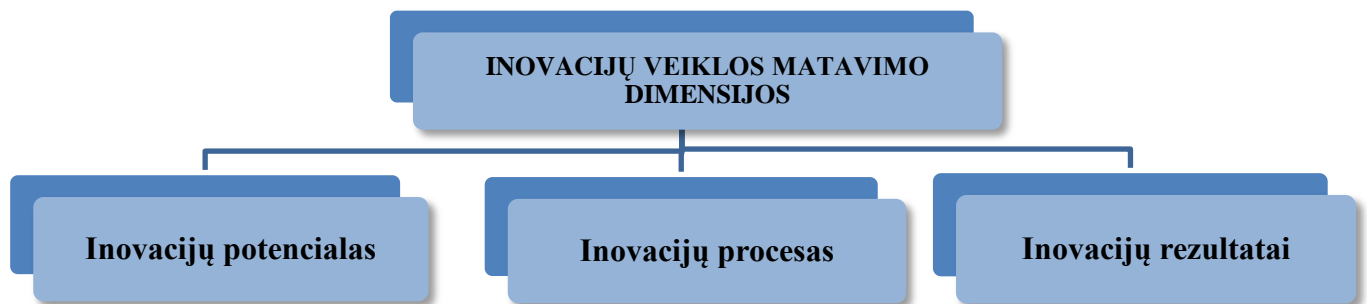 INOVACIJŲ VEIKLOS MATAVIMO
DIMENSIJOS
Inovacijų potencialas
Inovacijų procesas
Inovacijų rezultatai